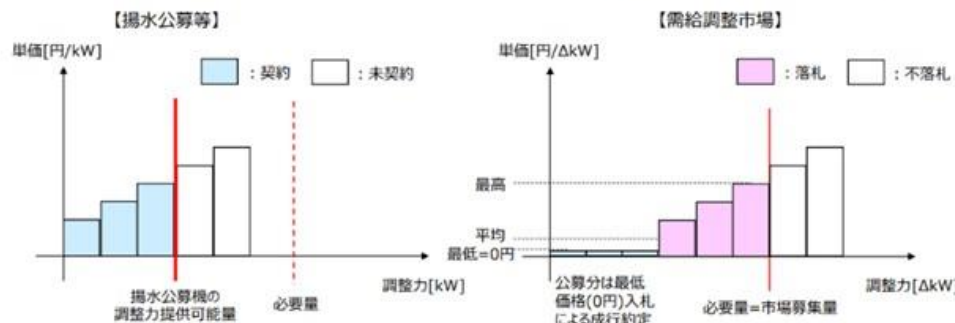 【揚水公募等】
単価[円/kW]
：契約
：未契約
調整力[kW]
揚水公募機の
調整力提供可能量
必要量
【需給調整市場】
単価[円/ΔkW]
：落札
：不落札
最高
平均
最低=0円
調整力[ΔkW]
公募分は最低
価格(0円)入札
による成行約定
必要量=市場募集量